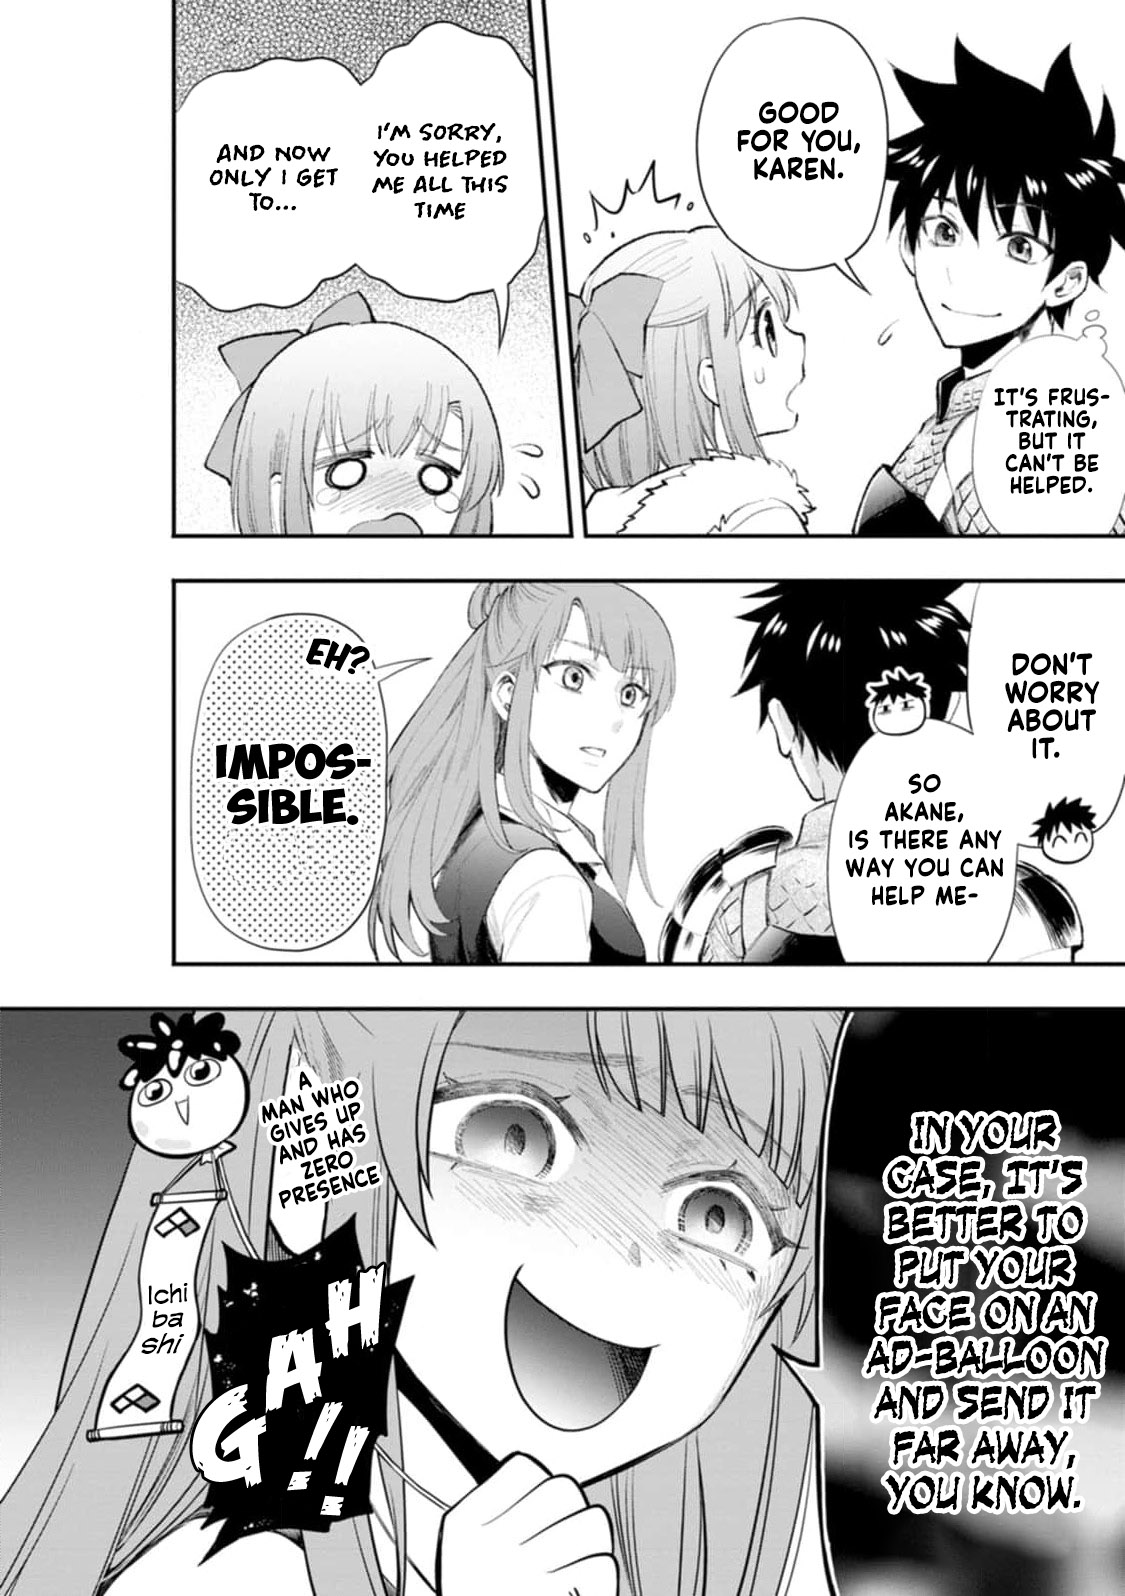 GOOD
FOR YOU,
KAREN.
IT'S FRUS-
TRATING,
BUT IT
CAN'T BE
HELPED.
I'M SORRY,
YOU HELPED
ME ALL THIS
TIME
AND NOW
ONLY I GET
TO...
DON'T
WORRY
ABOUT
IT.
SO
AKANE,
IS THERE ANY
WAY YOU CAN
HELP ME-
EH?
IMPOS-
SIBLE.
IN YOUR
CASE, IT'S
BETTER TO
PUT YOUR
FACE ON AN
AD-BALLOON
AND SEND IT
FAR AWAY,
YOU KNOW.
A
MAN WHO
GIVES UP
AND HAS
ZERO
PRESENCE
Ichi
ba
shi
GAH!!